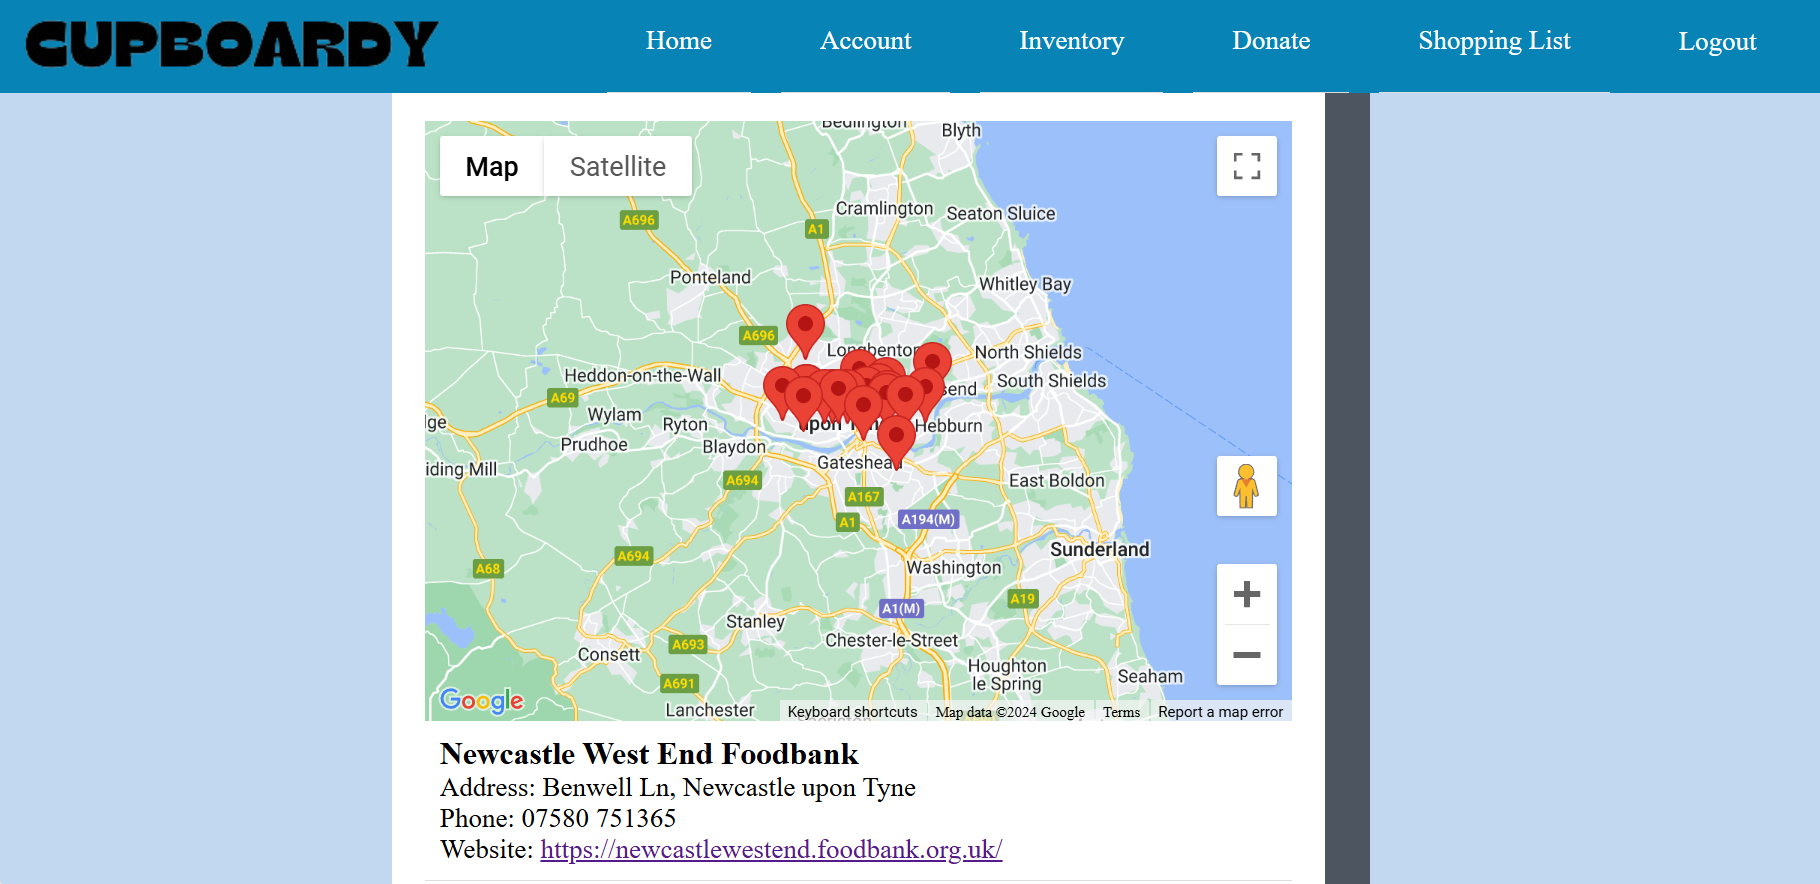 CUPBOARDY
Home
Account
Inventory
Donate
Shopping List
Logout
Map
Satellite
Bedlington
Blyth
Cramlington
Seaton Sluice
A696
A1
Ponteland
Whitley Bay
A696
Longbenton
North Shields
Heddon-on-the-Wall
South Shields
A69
send
Wylam
Ryton
upon
Hebburn
Prudhoe
Blaydon
ge
Gateshead
iding Mill
East Boldon
A694
A167
A1
A194(M)
Sunderland
A694
Washington
A68
A19
A1(M)
Stanley
Chester-le-Street
A693
Consett
Houghton
le Spring
Seaham
A691
Google
Lanchester
Keyboard shortcuts
Map data ©2024 Google
Terms
Report a map error
Newcastle West End Foodbank
Address: Benwell Ln, Newcastle upon Tyne
Phone: 07580 751365
Website: https://newcastlewestend.foodbank.org.uk/